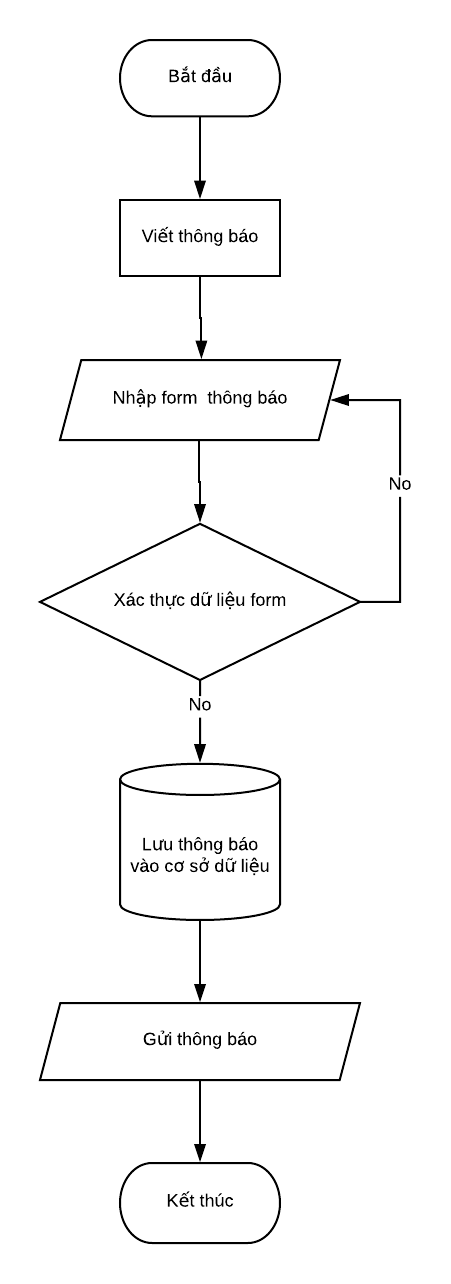 Bắt đầu
Viết thông báo
Nhập form  thông báo
No
Xác thực dữ liệu form
No
Lưu thông báo
vào cơ sở dữ liệu
Gửi thông báo
Kết thúc